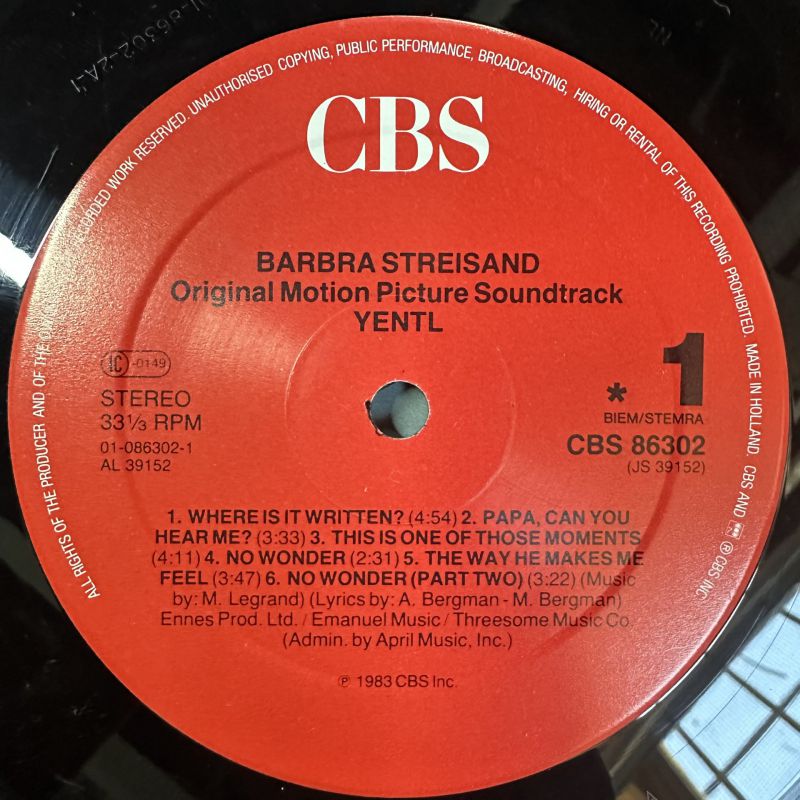 CBS
BARBRA STREISAND
Original Motion Picture Soundtrack
YENTL
LC -0149
STEREO
33⅓ RPM
01-086302-1
AL 39152
* 1
BIEM/STEMRA
CBS 86302
(JS 39152)
1. WHERE IS IT WRITTEN? (4:54) 2. PAPA, CAN YOU
HEAR ME? (3:33) 3. THIS IS ONE OF THOSE MOMENTS
(4:11) 4. NO WONDER (2:31) 5. THE WAY HE MAKES ME
FEEL (3:47) 6. NO WONDER (PART TWO) (3:22) (Music
by: M. Legrand) (Lyrics by: A. Bergman - M. Bergman)
Ennes Prod. Ltd. / Emanuel Music / Threesome Music Co.
(Admin. by April Music, Inc.)
℗ 1983 CBS Inc.
ALL RIGHTS OF THE PRODUCER AND OF THE WORK RESERVED. UNAUTHORISED COPYING, PUBLIC PERFORMANCE, BROADCASTING, HIRING OR RENTAL OF THIS RECORDING PROHIBITED. MADE IN HOLLAND. CBS AND ℗ CBS INC